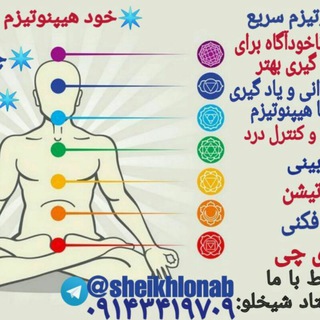 خود هیپنوتیزم
تیزم سریع
ناخودآگاه برای
گیری بهتر
انی و یاد گیری
ا هیپنوتیزم
و کنترل درد
بینی
تیشن
فکنی
ی چی
ط با ما
@sheikhlonab
تاد شیخلو:
۰۹۱۴۳۴۱۹۷۰۹